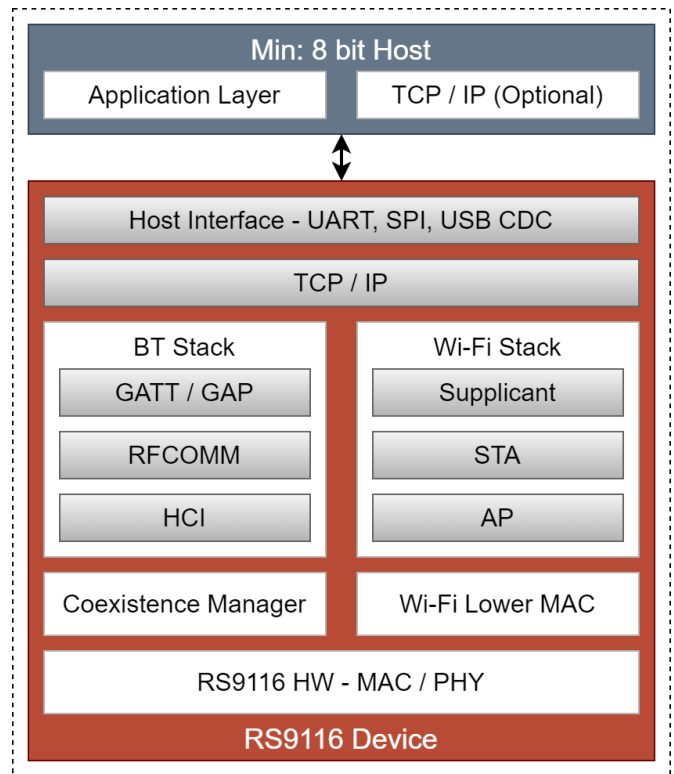 Min: 8 bit Host
Application Layer
TCP / IP (Optional)
Host Interface - UART, SPI, USB CDC
TCP / IP
BT Stack
GATT / GAP
RFCOMM
HCI
Wi-Fi Stack
Supplicant
STA
AP
Coexistence Manager
Wi-Fi Lower MAC
RS9116 HW - MAC / PHY
RS9116 Device